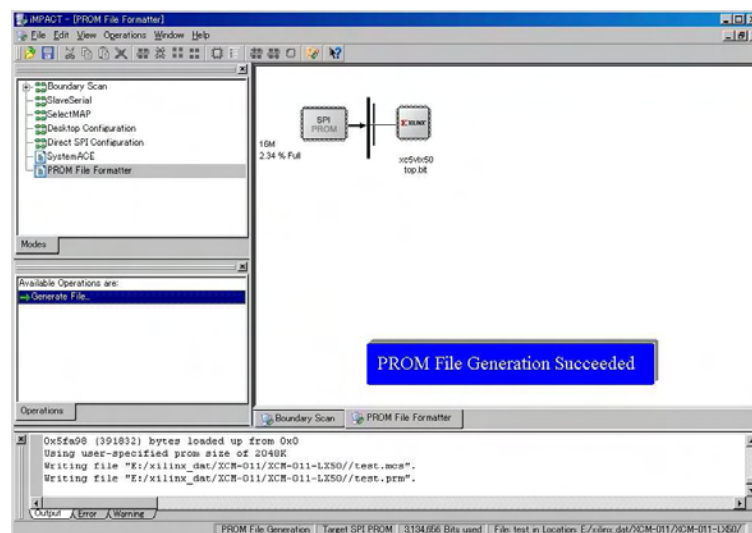 iMPACT - [PROM File Formatter]
File Edit View Operations Window Help
Boundary Scan
SlaveSerial
SelectMAP
Desktop Configuration
Direct SPI Configuration
SystemACE
PROM File Formatter
Modes
Available Operations are:
Generate File...
Operations
SPI
PROM
16M
2.34 % Full
XILINX
xc5vlx50
top.bit
PROM File Generation Succeeded
Boundary Scan PROM File Formatter
0x5fa98 (391832) bytes loaded up from 0x0
Using user-specified prom size of 2048K
Writing file "E:/xilinx_dat/XCM-011/XCM-011-LX50//test.mcs".
Writing file "E:/xilinx_dat/XCM-011/XCM-011-LX50//test.prm".
Output Error Warning
PROM File Generation Target SPI PROM 3,134,656 Bits used File: test in Location: E:/xilinx_dat/XCM-011/XCM-011-LX50/